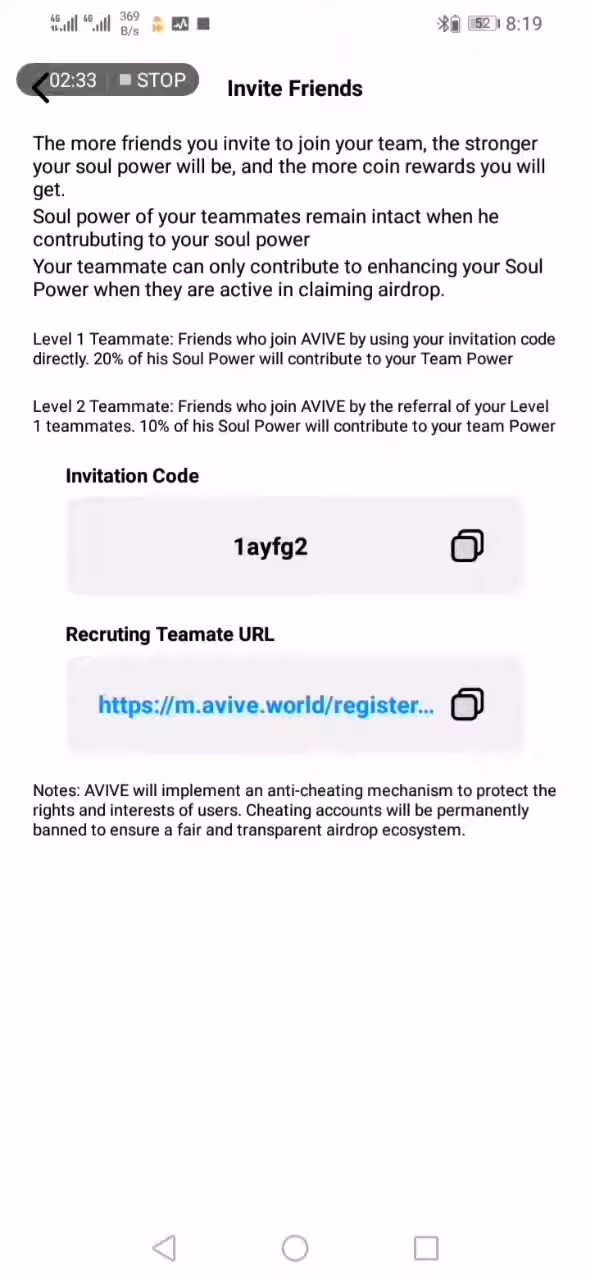 4G 4G 369 B/s 52 8:19
02:33 STOP Invite Friends
The more friends you invite to join your team, the stronger
your soul power will be, and the more coin rewards you will
get.
Soul power of your teammates remain intact when he
contrubuting to your soul power
Your teammate can only contribute to enhancing your Soul
Power when they are active in claiming airdrop.
Level 1 Teammate: Friends who join AVIVE by using your invitation code
directly. 20% of his Soul Power will contribute to your Team Power
Level 2 Teammate: Friends who join AVIVE by the referral of your Level
1 teammates. 10% of his Soul Power will contribute to your team Power
Invitation Code
1ayfg2
Recruting Teamate URL
https://m.avive.world/register...
Notes: AVIVE will implement an anti-cheating mechanism to protect the
rights and interests of users. Cheating accounts will be permanently
banned to ensure a fair and transparent airdrop ecosystem.